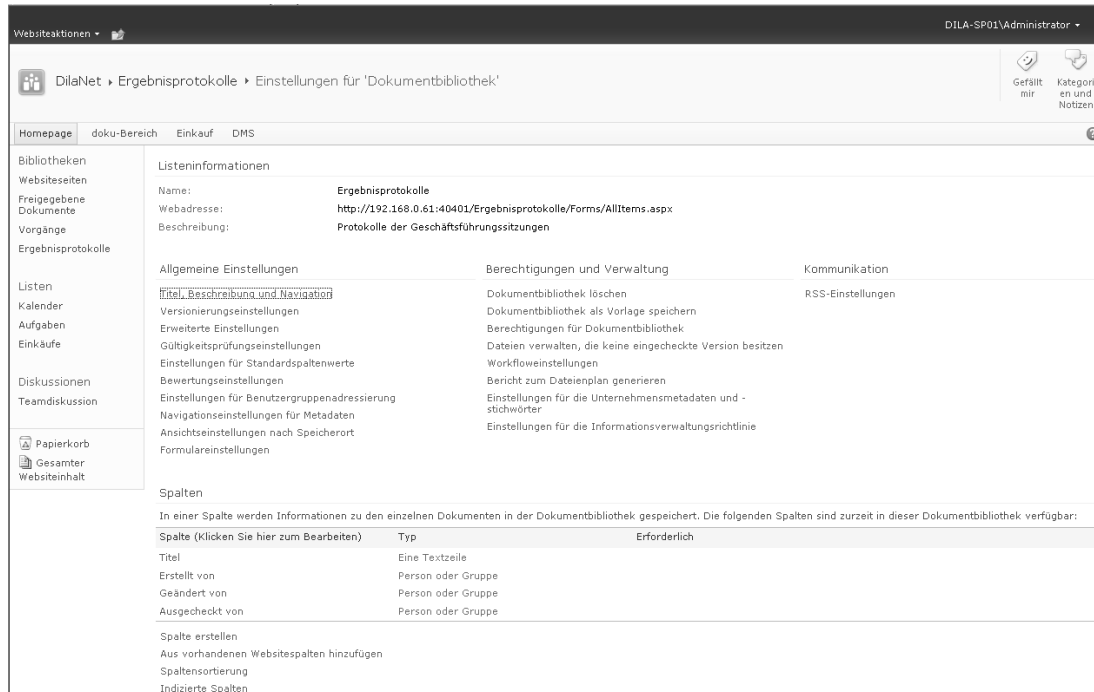 DILA-SP01\Administrator
Websiteaktionen
DilaNet Ergebnisprotokolle Einstellungen für 'Dokumentbibliothek'
Gefällt mir
Kategori en und Notizen
Homepage doku-Bereich Einkauf DMS
Bibliotheken
Websiteseiten
Freigegebene
Dokumente
Vorgänge
Ergebnisprotokolle
Listen
Kalender
Aufgaben
Einkäufe
Diskussionen
Teamdiskussion
Papierkorb
Gesamter
Websiteinhalt
Listeninformationen
Name: Ergebnisprotokolle
Webadresse: http://192.168.0.61:40401/Ergebnisprotokolle/Forms/AllItems.aspx
Beschreibung: Protokolle der Geschäftsführungssitzungen
Allgemeine Einstellungen
Titel, Beschreibung und Navigation
Versionierungseinstellungen
Erweiterte Einstellungen
Gültigkeitsprüfungseinstellungen
Einstellungen für Standardspaltenwerte
Bewertungseinstellungen
Einstellungen für Benutzergruppenadressierung
Navigationseinstellungen für Metadaten
Ansichtseinstellungen nach Speicherort
Formulareinstellungen
Berechtigungen und Verwaltung
Dokumentbibliothek löschen
Dokumentbibliothek als Vorlage speichern
Berechtigungen für Dokumentbibliothek
Dateien verwalten, die keine eingecheckte Version besitzen
Workfloweinstellungen
Bericht zum Dateienplan generieren
Einstellungen für die Unternehmensmetadaten und -
stichwörter
Einstellungen für die Informationsverwaltungsrichtlinie
Kommunikation
RSS-Einstellungen
Spalten
In einer Spalte werden Informationen zu den einzelnen Dokumenten in der Dokumentbibliothek gespeichert. Die folgenden Spalten sind zurzeit in dieser Dokumentbibliothek verfügbar:
Spalte (Klicken Sie hier zum Bearbeiten) Typ Erforderlich
Titel Eine Textzeile
Erstellt von Person oder Gruppe
Geändert von Person oder Gruppe
Ausgecheckt von Person oder Gruppe
Spalte erstellen
Aus vorhandenen Websitespalten hinzufügen
Spaltensortierung
Indizierte Spalten